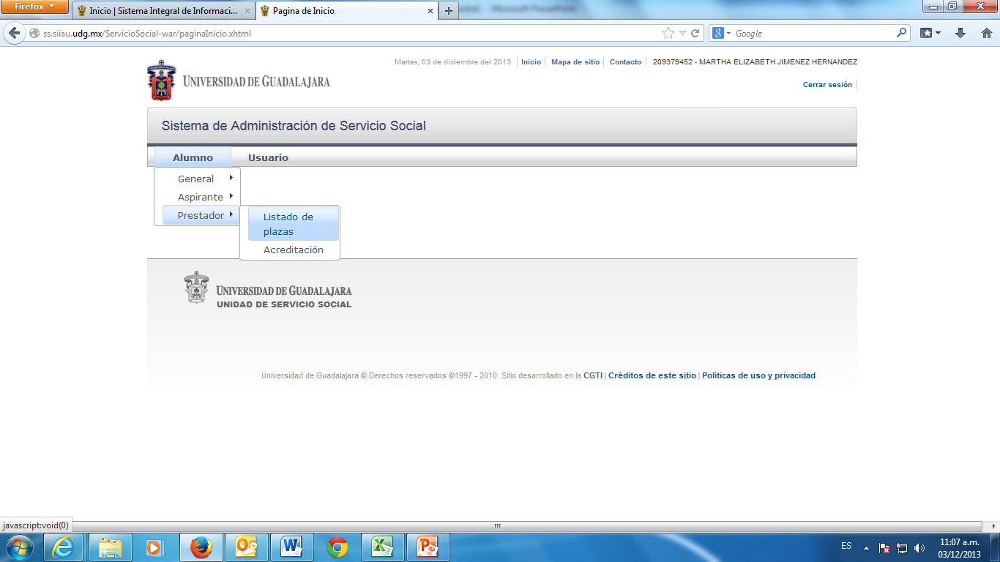 Firefox
Inicio | Sistema Integral de Informaci...
Pagina de Inicio
Microsoft PowerPoint
ss.siiau.udg.mx/ServicioSocial-war/paginaInicio.xhtml
Google
Martes, 03 de diciembre del 2013 | Inicio | Mapa de sitio | Contacto | 209379452 - MARTHA ELIZABETH JIMENEZ HERNANDEZ
UNIVERSIDAD DE GUADALAJARA
Cerrar sesión
Sistema de Administración de Servicio Social
Alumno Usuario
General
Aspirante
Prestador
Listado de
plazas
Acreditación
UNIVERSIDAD DE GUADALAJARA
UNIDAD DE SERVICIO SOCIAL
Universidad de Guadalajara © Derechos reservados ©1997 - 2010. Sitio desarrollado en la CGTI | Créditos de este sitio | Políticas de uso y privacidad
javascript:void(0)
ES
11:07 a.m.
03/12/2013